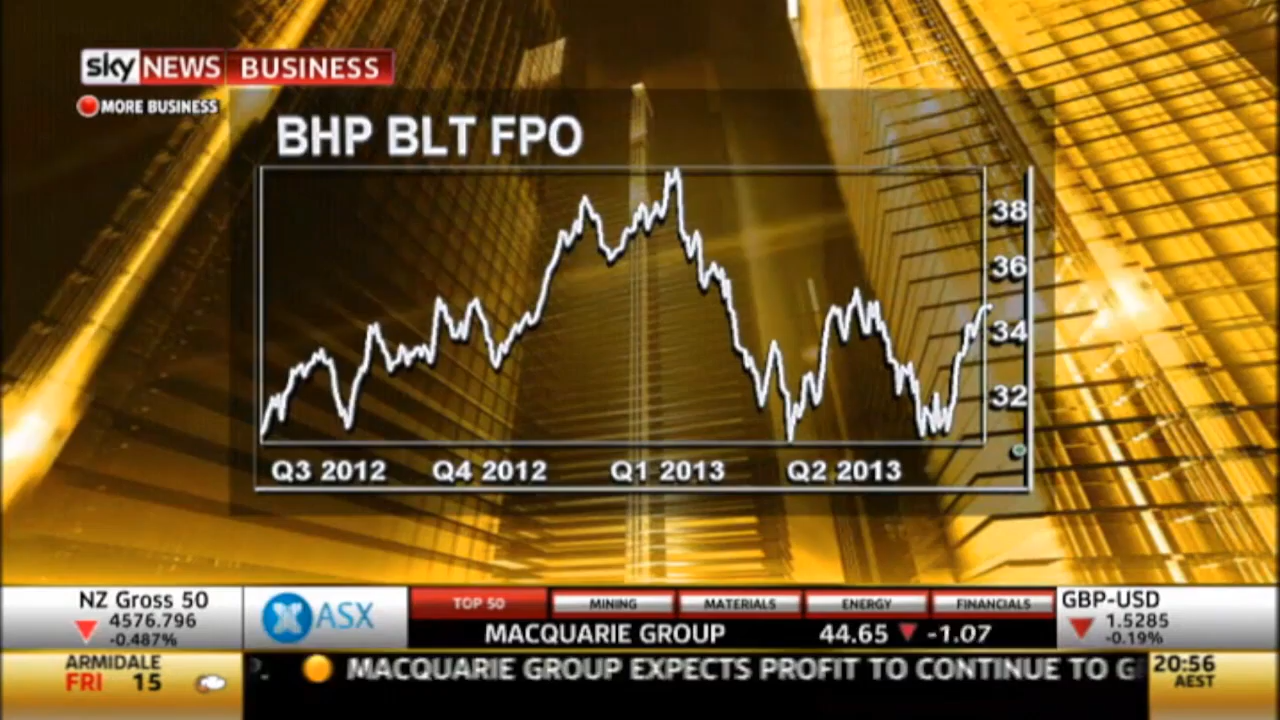 sky NEWS BUSINESS
MORE BUSINESS
BHP BLT FPO
38
36
34
32
Q3 2012 Q4 2012 Q1 2013 Q2 2013
NZ Gross 50
4576.796
-0.487%
ASX
TOP 50 MINING MATERIALS ENERGY FINANCIALS
MACQUARIE GROUP 44.65 -1.07
GBP-USD
1.5285
-0.19%
ARMIDALE
FRI 15
MACQUARIE GROUP EXPECTS PROFIT TO CONTINUE TO G
20:56
AEST